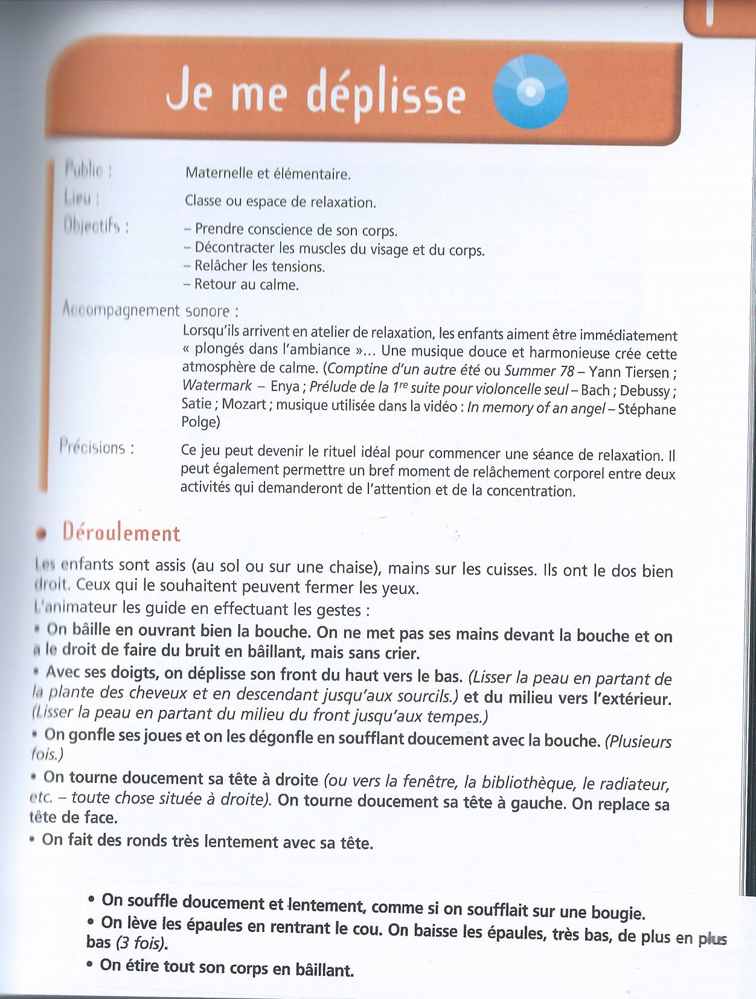 Je me déplisse
Public :
Maternelle et élémentaire.
Lieu :
Classe ou espace de relaxation.
Objectifs :
– Prendre conscience de son corps.
– Décontracter les muscles du visage et du corps.
– Relâcher les tensions.
– Retour au calme.
Accompagnement sonore :
Lorsqu'ils arrivent en atelier de relaxation, les enfants aiment être immédiatement
« plongés dans l'ambiance »... Une musique douce et harmonieuse crée cette
atmosphère de calme. (Comptine d'un autre été ou Summer 78 – Yann Tiersen ;
Watermark – Enya ; Prélude de la 1re suite pour violoncelle seul – Bach ; Debussy ;
Satie ; Mozart ; musique utilisée dans la vidéo : In memory of an angel – Stéphane
Polge)
Précisions :
Ce jeu peut devenir le rituel idéal pour commencer une séance de relaxation. Il
peut également permettre un bref moment de relâchement corporel entre deux
activités qui demanderont de l'attention et de la concentration.
• Déroulement
Les enfants sont assis (au sol ou sur une chaise), mains sur les cuisses. Ils ont le dos bien
droit. Ceux qui le souhaitent peuvent fermer les yeux.
L'animateur les guide en effectuant les gestes :
• On bâille en ouvrant bien la bouche. On ne met pas ses mains devant la bouche et on
a le droit de faire du bruit en bâillant, mais sans crier.
• Avec ses doigts, on déplisse son front du haut vers le bas. (Lisser la peau en partant de
la plante des cheveux et en descendant jusqu'aux sourcils.) et du milieu vers l'extérieur.
(Lisser la peau en partant du milieu du front jusqu'aux tempes.)
• On gonfle ses joues et on les dégonfle en soufflant doucement avec la bouche. (Plusieurs
fois.)
• On tourne doucement sa tête à droite (ou vers la fenêtre, la bibliothèque, le radiateur,
etc. – toute chose située à droite). On tourne doucement sa tête à gauche. On replace sa
tête de face.
• On fait des ronds très lentement avec sa tête.
• On souffle doucement et lentement, comme si on soufflait sur une bougie.
• On lève les épaules en rentrant le cou. On baisse les épaules, très bas, de plus en plus
bas (3 fois).
• On étire tout son corps en bâillant.